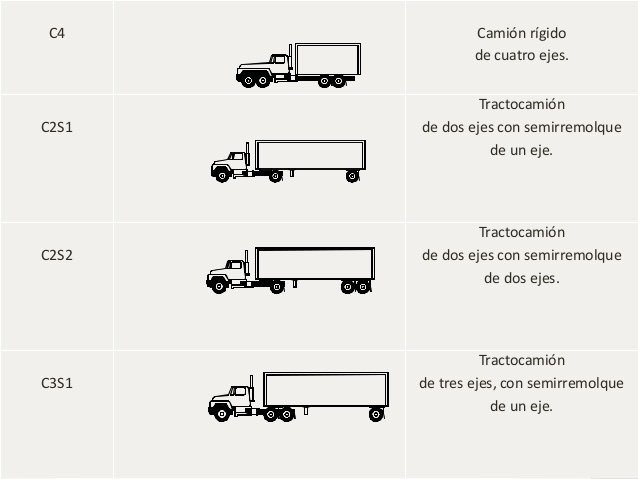 C4
Camión rígido
de cuatro ejes.
C2S1
Tractocamión
de dos ejes con semirremolque
de un eje.
C2S2
Tractocamión
de dos ejes con semirremolque
de dos ejes.
C3S1
Tractocamión
de tres ejes, con semirremolque
de un eje.